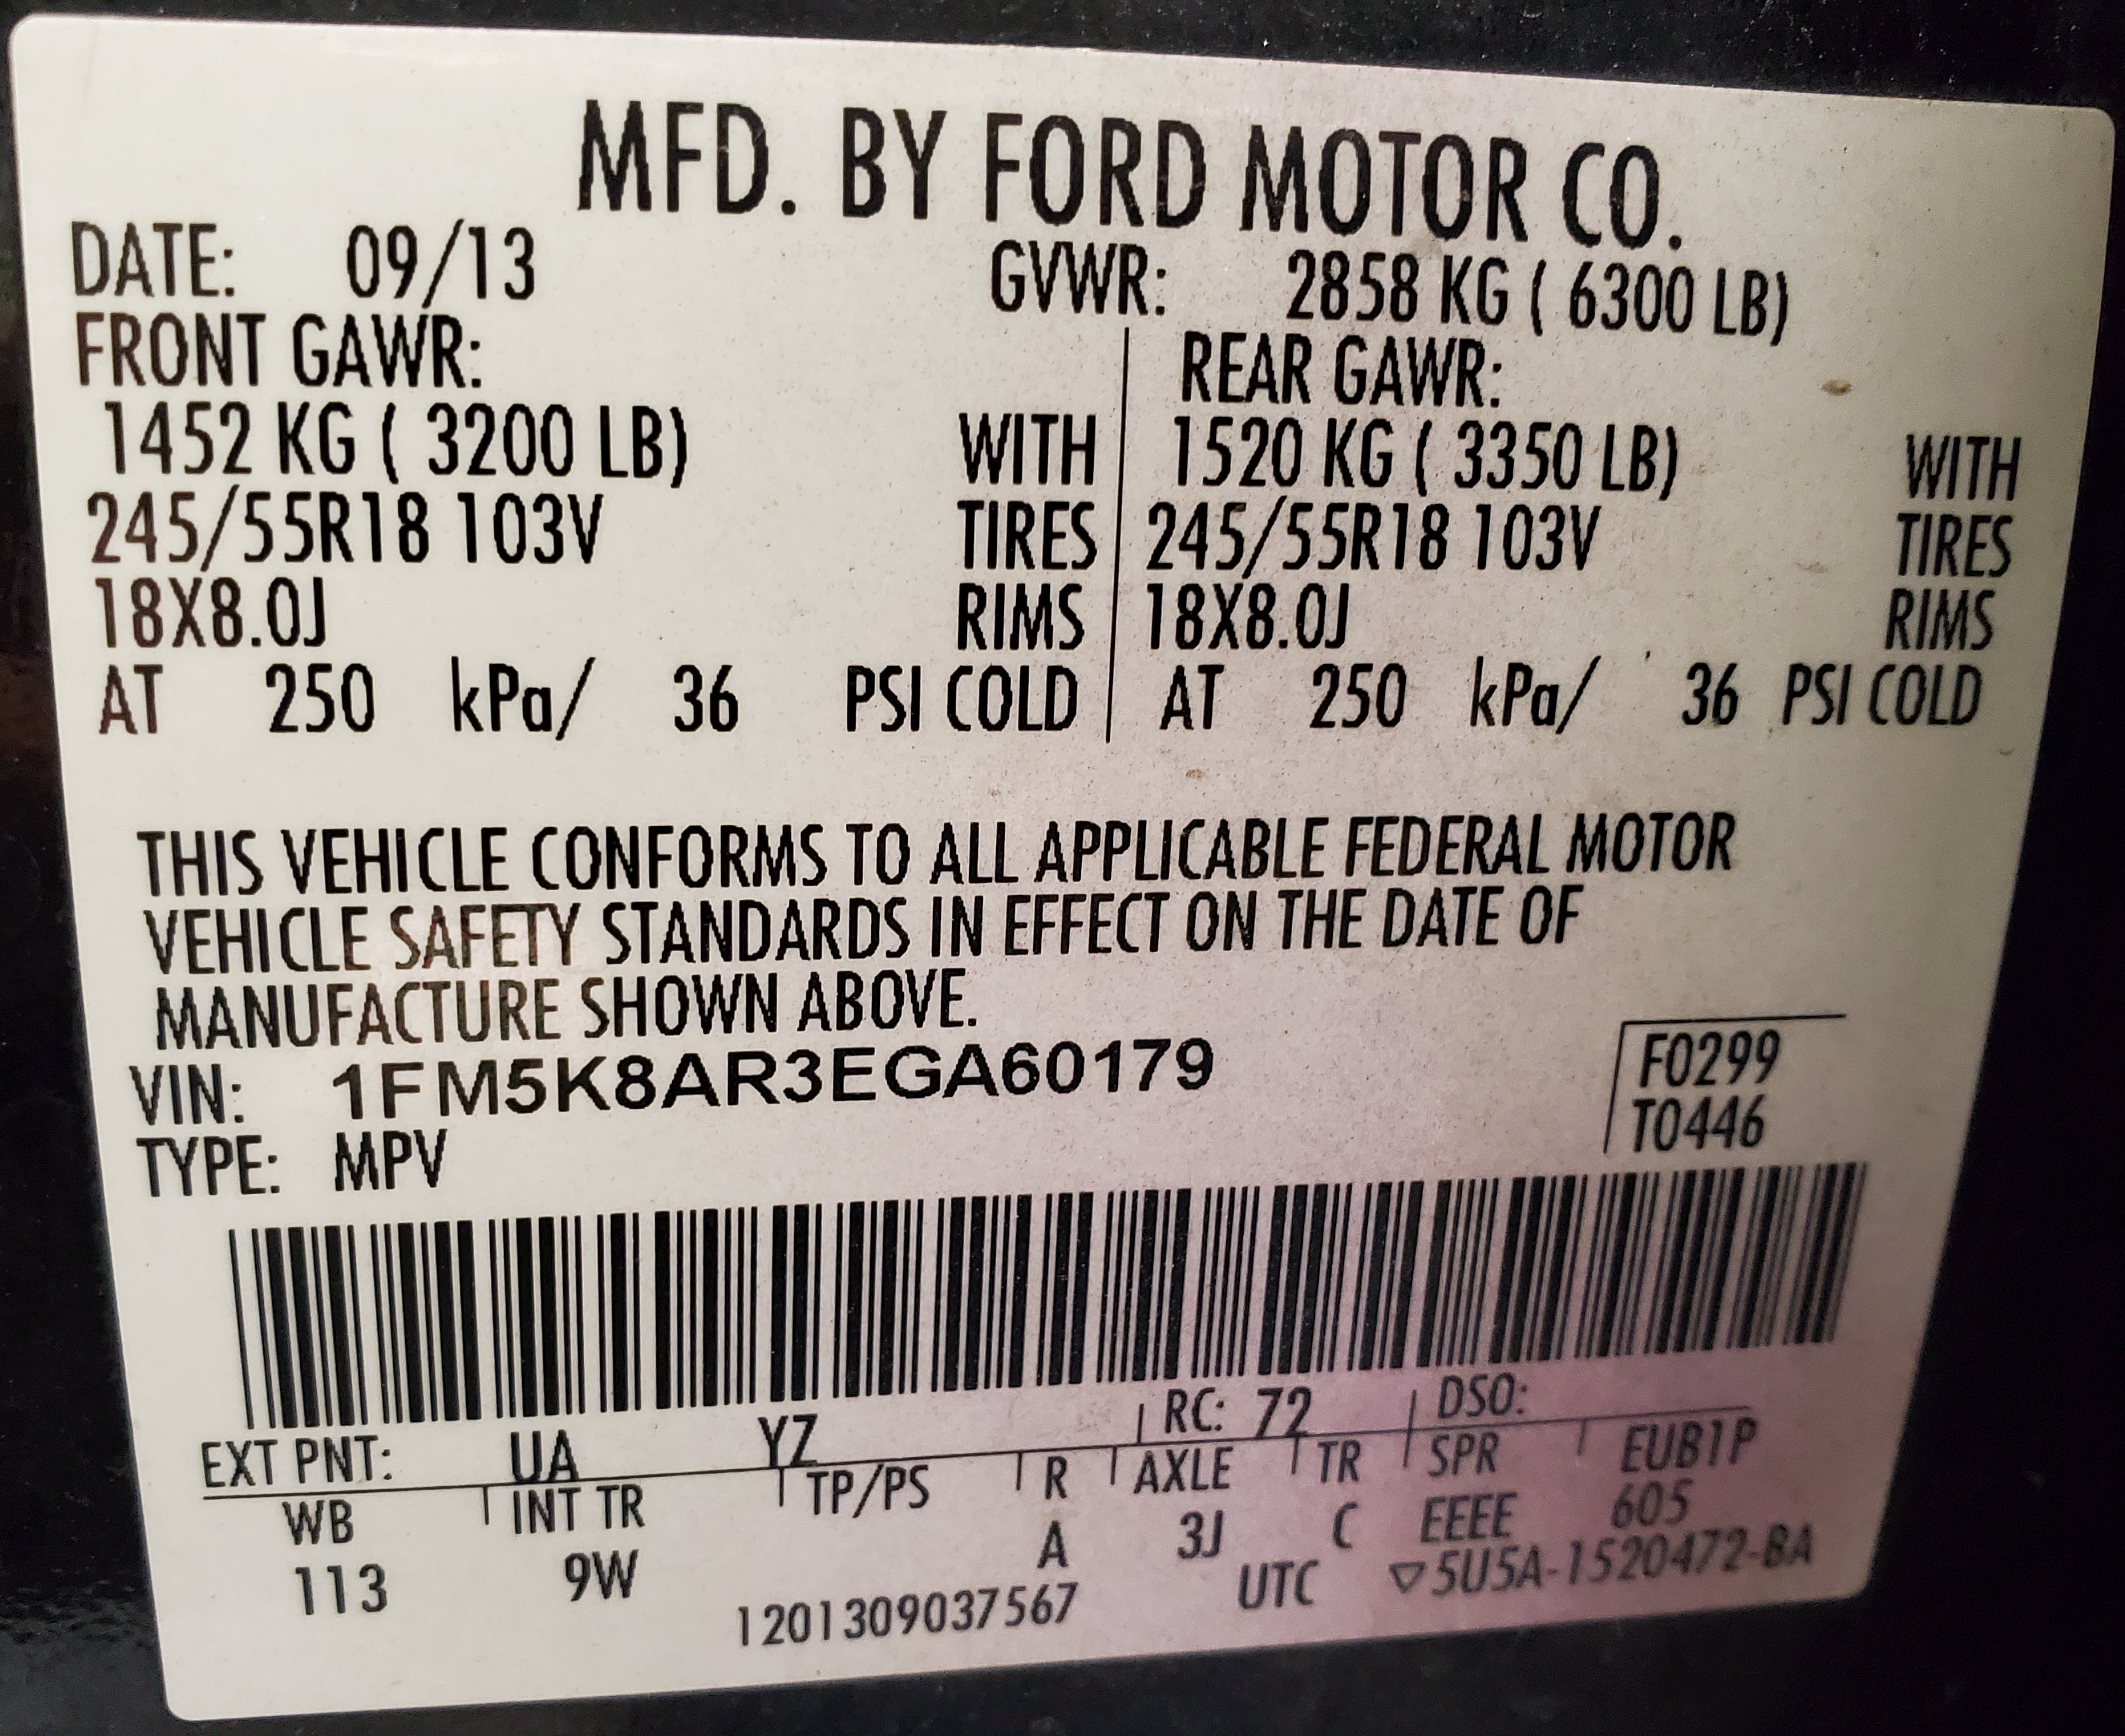 MFD. BY FORD MOTOR CO.
DATE: 09/13 GVWR: 2858 KG ( 6300 LB)
FRONT GAWR: REAR GAWR:
1452 KG ( 3200 LB) WITH 1520 KG ( 3350 LB) WITH
245/55R18 103V TIRES 245/55R18 103V TIRES
18X8.0J RIMS 18X8.0J RIMS
AT 250 kPa/ 36 PSI COLD AT 250 kPa/ 36 PSI COLD
THIS VEHICLE CONFORMS TO ALL APPLICABLE FEDERAL MOTOR
VEHICLE SAFETY STANDARDS IN EFFECT ON THE DATE OF
MANUFACTURE SHOWN ABOVE.
VIN: 1FM5K8AR3EGA60179 F0299
TYPE: MPV T0446
EXT PNT: UA YZ RC: 72 DSO:
WB INT TR TP/PS R AXLE TR SPR EUB1P
113 9W A 3J C EEEE 605
1201309037567 UTC ▽5U5A-1520472-BA